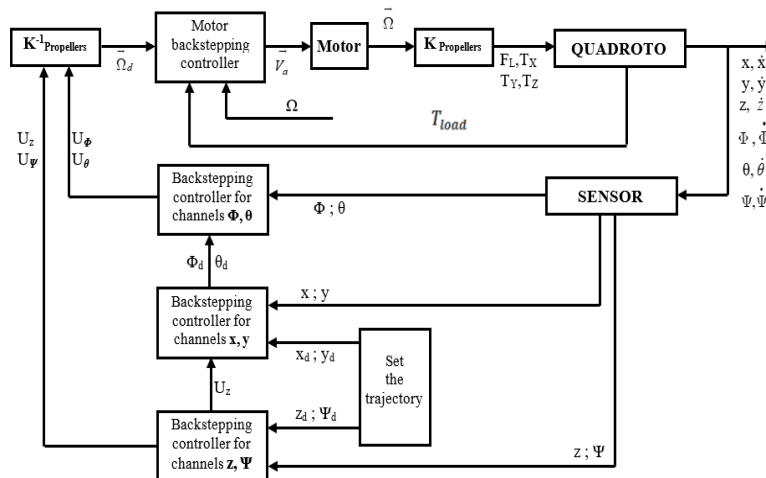 K⁻¹Propellers
Ω⃗d
Motor
backstepping
controller
V⃗a
Motor
Ω⃗
K Propellers
FL,TX
TY,TZ
QUADROTO
x, ẋ
y, ẏ
z, ż
Φ, Φ̇
θ, θ̇
Ψ, Ψ̇
Ω
Tload
Uz
UΨ
UΦ
Uθ
Backstepping
controller for
channels Φ, θ
Φ ; θ
SENSOR
Φd θd
Backstepping
controller for
channels x, y
x ; y
xd ; yd
Set
the
trajectory
Uz
Backstepping
controller for
channels z, Ψ
zd ; Ψd
z ; Ψ